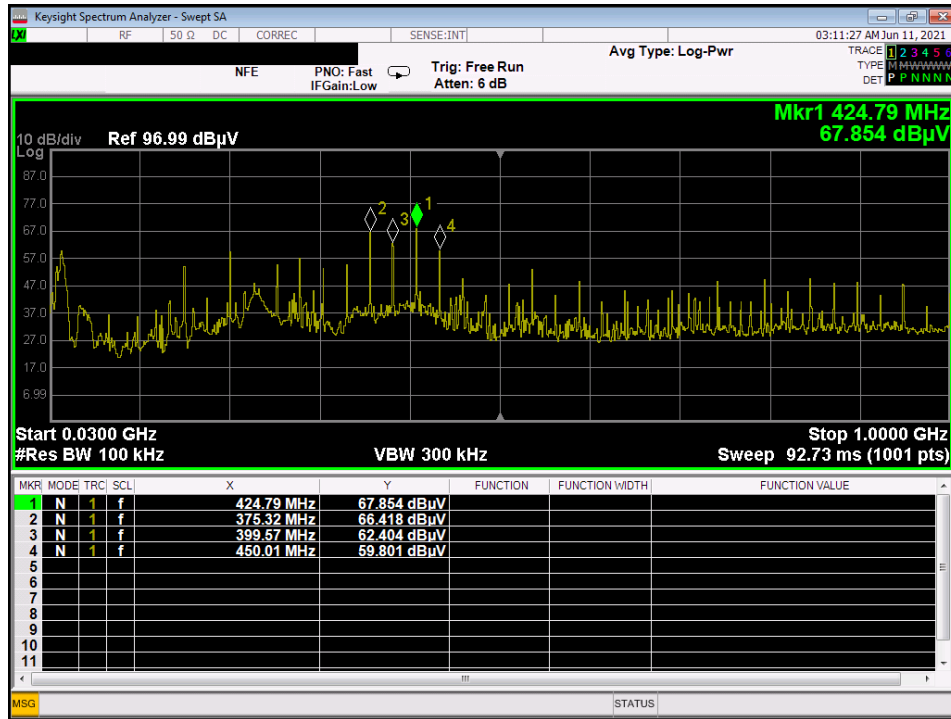 Keysight Spectrum Analyzer - Swept SA
LXI RF 50 Ω DC CORREC SENSE:INT 03:11:27 AM Jun 11, 2021
Avg Type: Log-Pwr TRACE 1 2 3 4 5 6
NFE PNO: Fast Trig: Free Run TYPE M M W W W W
IFGain:Low Atten: 6 dB DET P P N N N N
Mkr1 424.79 MHz
10 dB/div Ref 96.99 dBµV 67.854 dBµV
Log
87.0
77.0
2 1
67.0
3 4
57.0
47.0
37.0
27.0
17.0
6.99
Start 0.0300 GHz Stop 1.0000 GHz
#Res BW 100 kHz VBW 300 kHz Sweep 92.73 ms (1001 pts)
MKR MODE TRC SCL X Y FUNCTION FUNCTION WIDTH FUNCTION VALUE
1 N 1 f 424.79 MHz 67.854 dBµV
2 N 1 f 375.32 MHz 66.418 dBµV
3 N 1 f 399.57 MHz 62.404 dBµV
4 N 1 f 450.01 MHz 59.801 dBµV
5
6
7
8
9
10
11
MSG STATUS